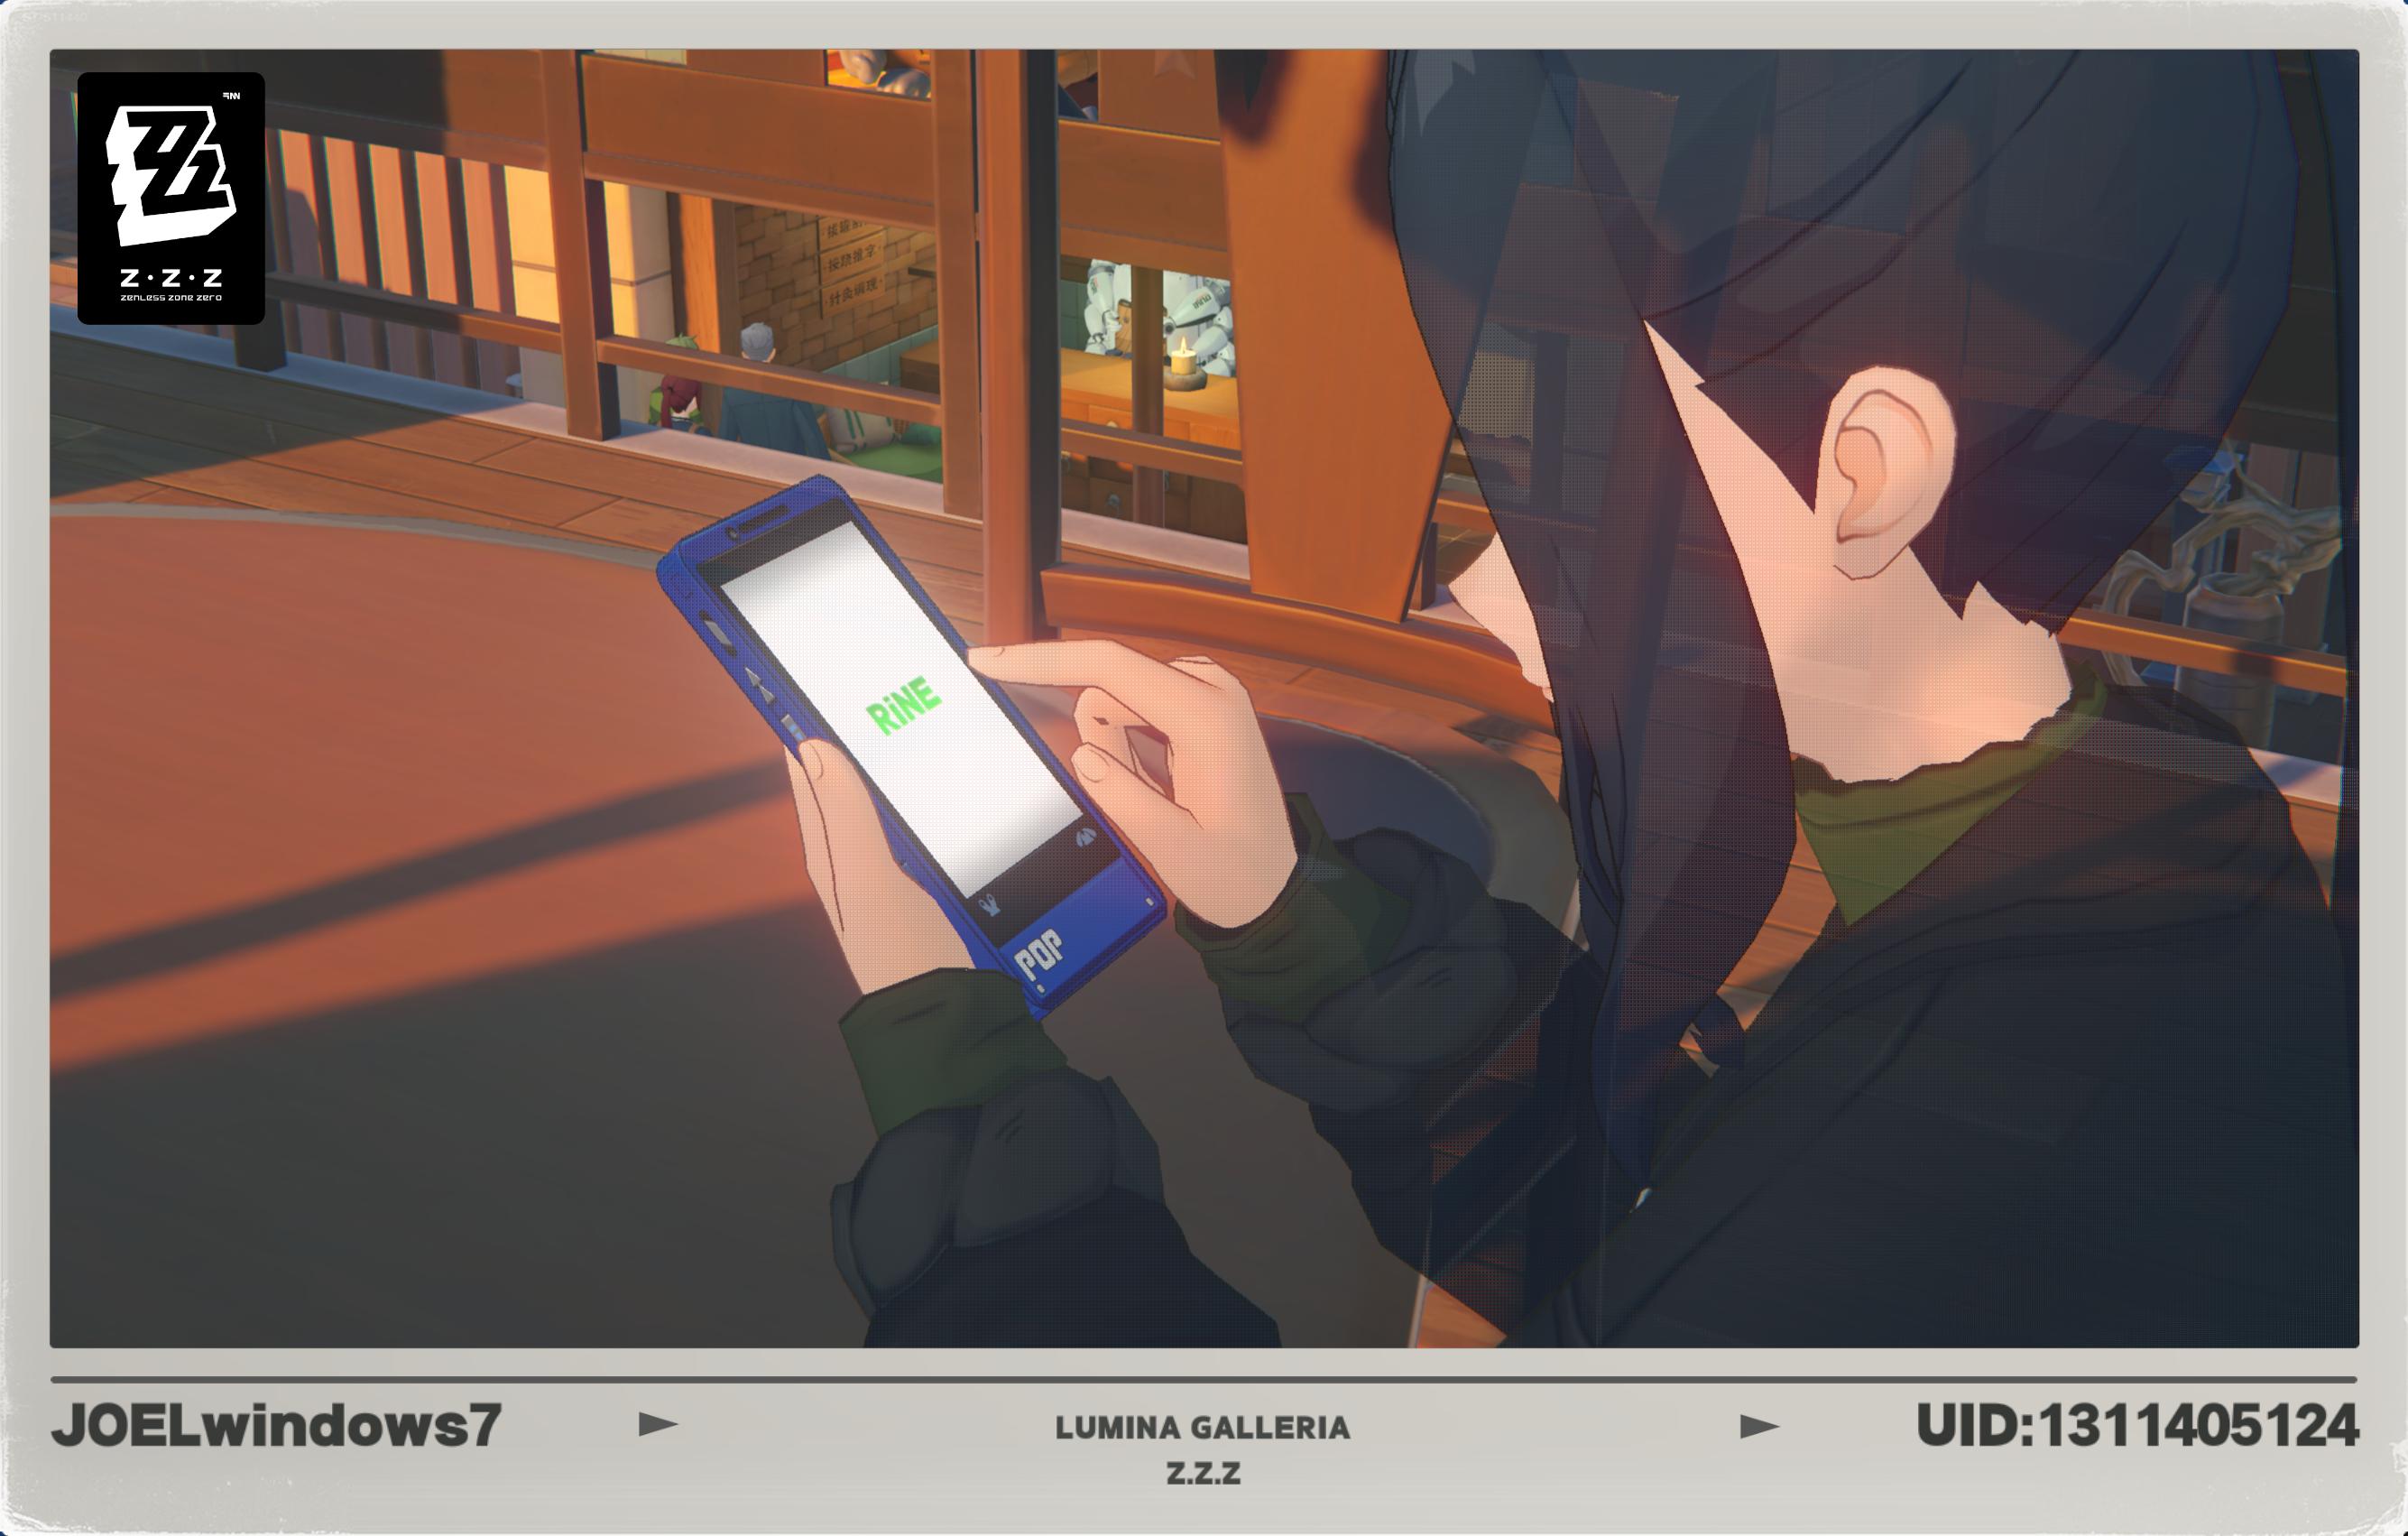 Z·Z·Z
ZENLESS ZONE ZERO
RiNE
POP
JOELwindows7
LUMINA GALLERIA
UID:1311405124
Z.Z.Z